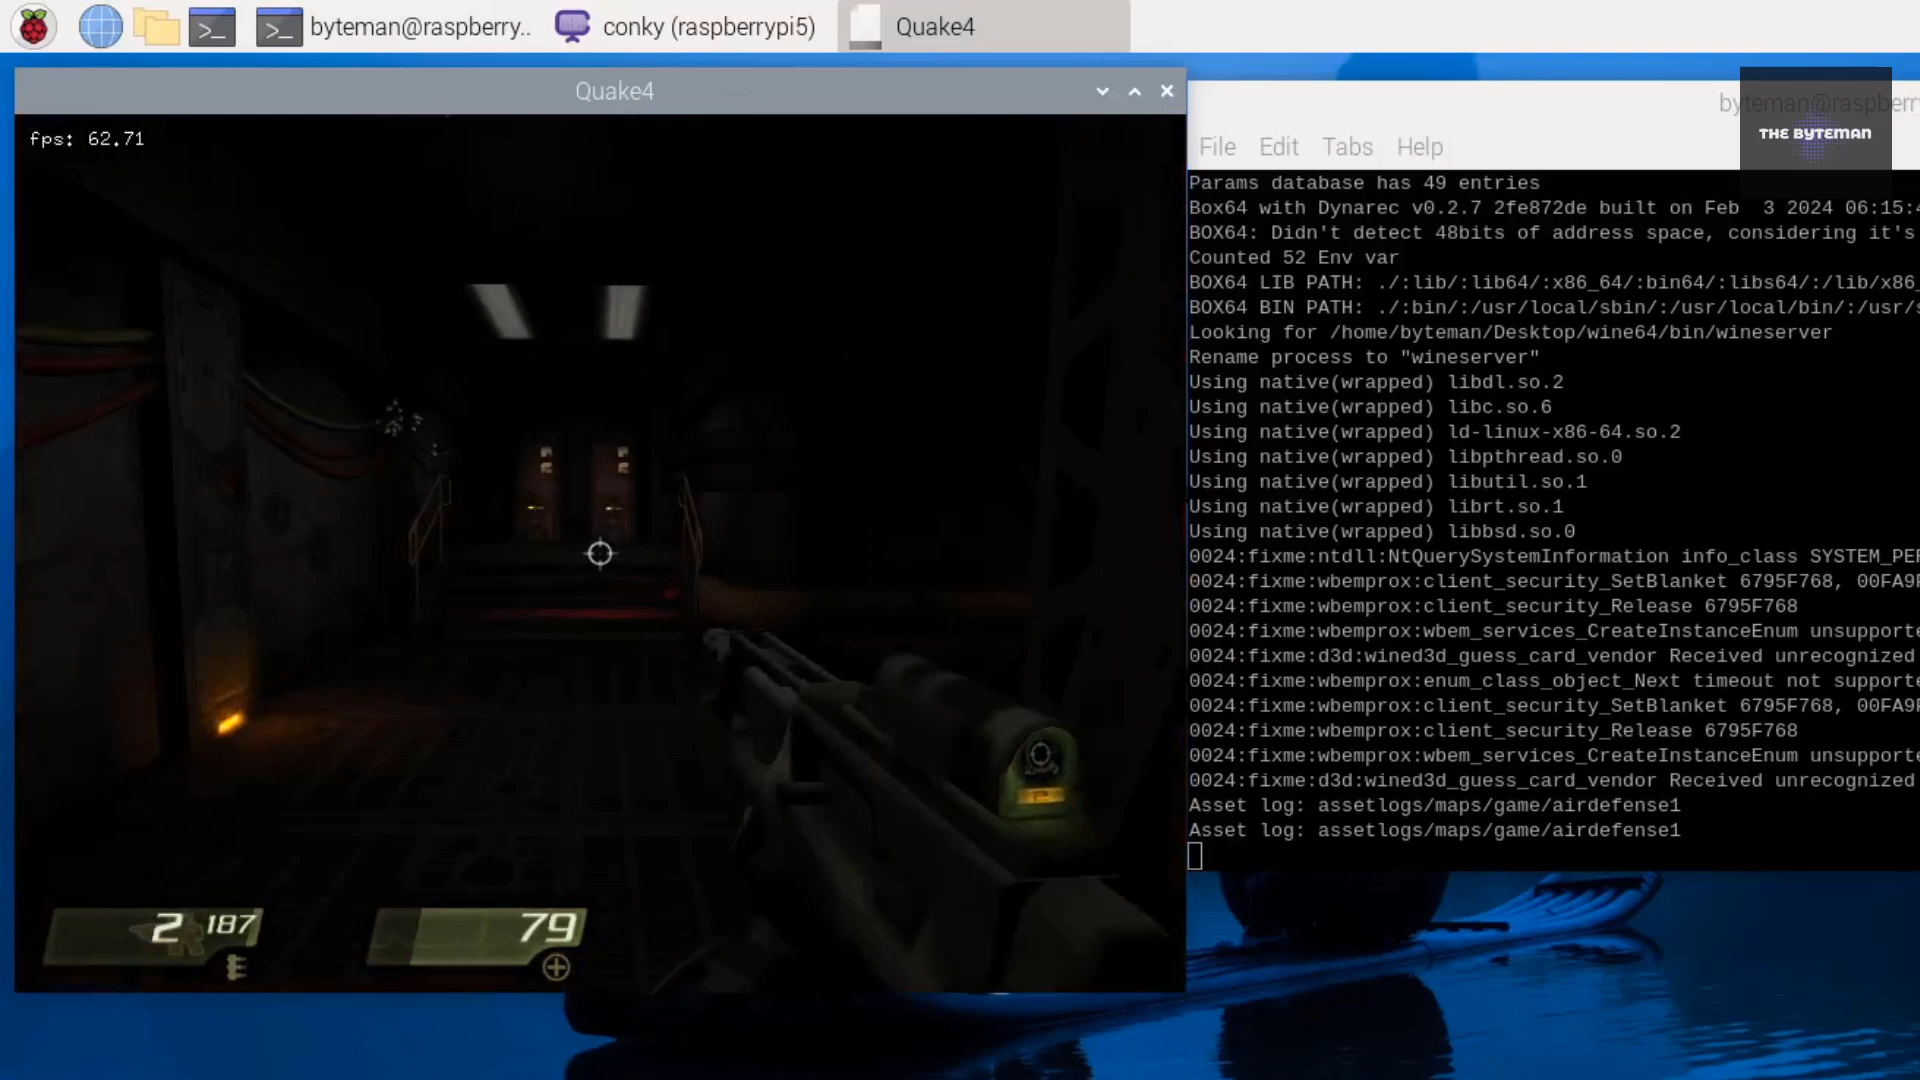 byteman@raspberry..
conky (raspberrypi5)
Quake4
Quake4
fps: 62.71
2 187
79
byteman@raspberry
THE BYTEMAN
File Edit Tabs Help
Params database has 49 entries
Box64 with Dynarec v0.2.7 2fe872de built on Feb  3 2024 06:15:4
BOX64: Didn't detect 48bits of address space, considering it's
Counted 52 Env var
BOX64 LIB PATH: ./:lib/:lib64/:x86_64/:bin64/:libs64/:/lib/x86_
BOX64 BIN PATH: ./:bin/:/usr/local/sbin/:/usr/local/bin/:/usr/s
Looking for /home/byteman/Desktop/wine64/bin/wineserver
Rename process to "wineserver"
Using native(wrapped) libdl.so.2
Using native(wrapped) libc.so.6
Using native(wrapped) ld-linux-x86-64.so.2
Using native(wrapped) libpthread.so.0
Using native(wrapped) libutil.so.1
Using native(wrapped) librt.so.1
Using native(wrapped) libbsd.so.0
0024:fixme:ntdll:NtQuerySystemInformation info_class SYSTEM_PER
0024:fixme:wbemprox:client_security_SetBlanket 6795F768, 00FA9F
0024:fixme:wbemprox:client_security_Release 6795F768
0024:fixme:wbemprox:wbem_services_CreateInstanceEnum unsupporte
0024:fixme:d3d:wined3d_guess_card_vendor Received unrecognized
0024:fixme:wbemprox:enum_class_object_Next timeout not supporte
0024:fixme:wbemprox:client_security_SetBlanket 6795F768, 00FA9F
0024:fixme:wbemprox:client_security_Release 6795F768
0024:fixme:wbemprox:wbem_services_CreateInstanceEnum unsupporte
0024:fixme:d3d:wined3d_guess_card_vendor Received unrecognized
Asset log: assetlogs/maps/game/airdefense1
Asset log: assetlogs/maps/game/airdefense1